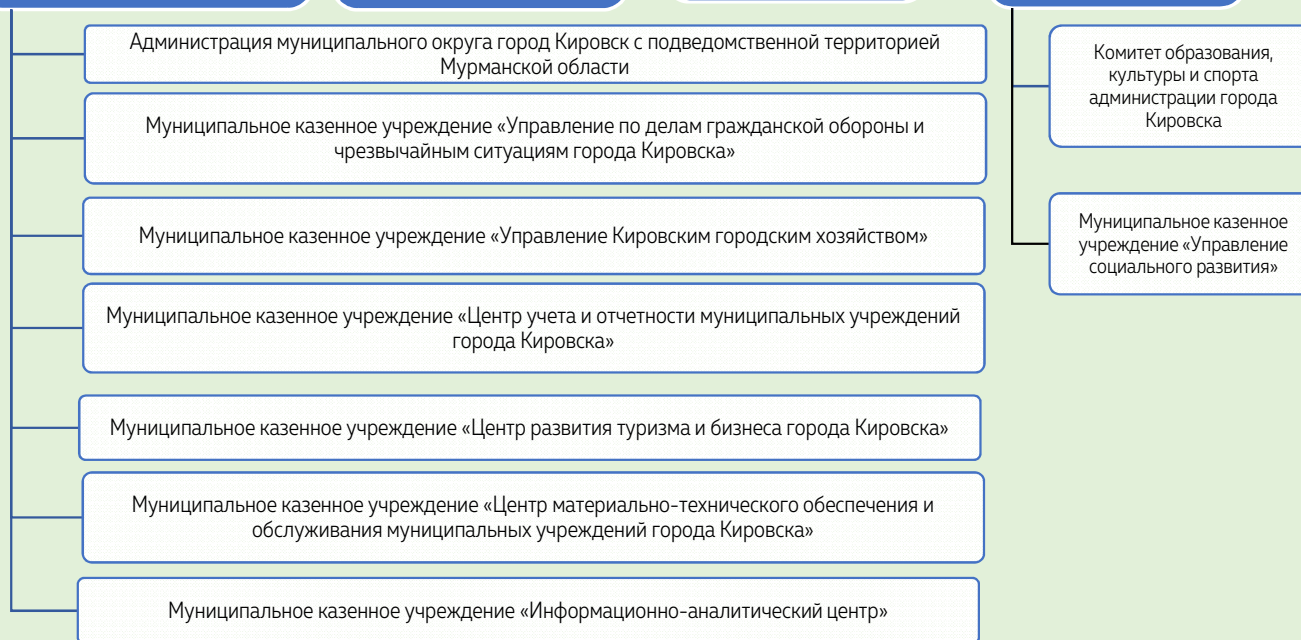 Администрация муниципального округа город Кировск с подведомственной территорией
Мурманской области
Муниципальное казенное учреждение «Управление по делам гражданской обороны и
чрезвычайным ситуациям города Кировска»
Муниципальное казенное учреждение «Управление Кировским городским хозяйством»
Муниципальное казенное учреждение «Центр учета и отчетности муниципальных учреждений
города Кировска»
Муниципальное казенное учреждение «Центр развития туризма и бизнеса города Кировска»
Муниципальное казенное учреждение «Центр материально-технического обеспечения и
обслуживания муниципальных учреждений города Кировска»
Муниципальное казенное учреждение «Информационно-аналитический центр»
Комитет образования,
культуры и спорта
администрации города
Кировска
Муниципальное казенное
учреждение «Управление
социального развития»